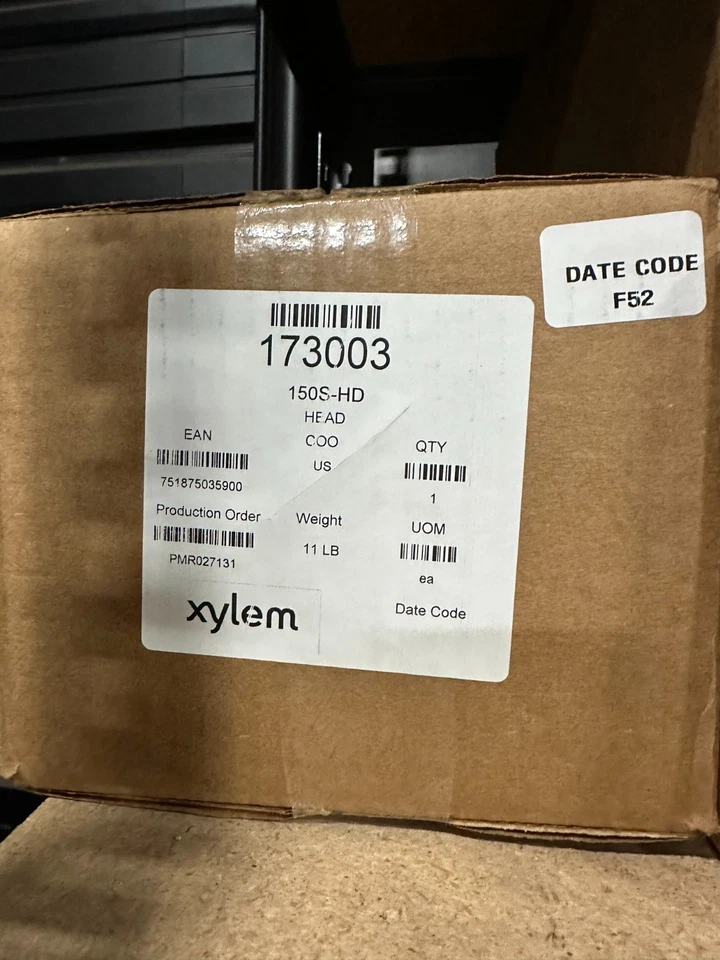 DATE CODE
F52
173003
150S-HD
HEAD
EAN
COO
QTY
751875035900
US
1
Production Order
Weight
UOM
PMR027131
11 LB
ea
xylem
Date Code